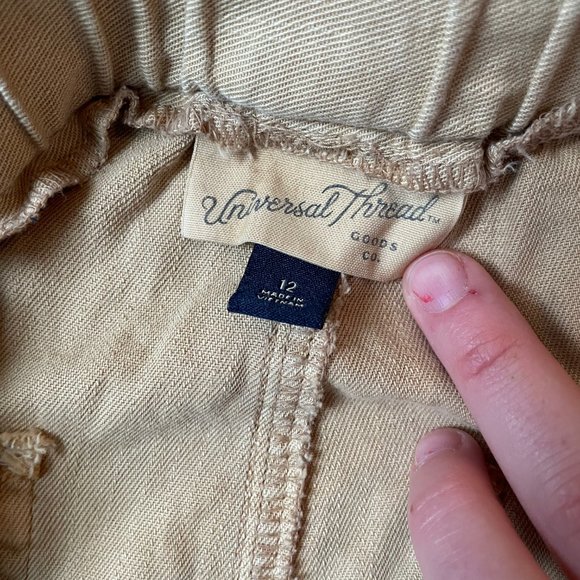 Universal Thread™
GOODS
CO.
12
MADE IN
VIETNAM